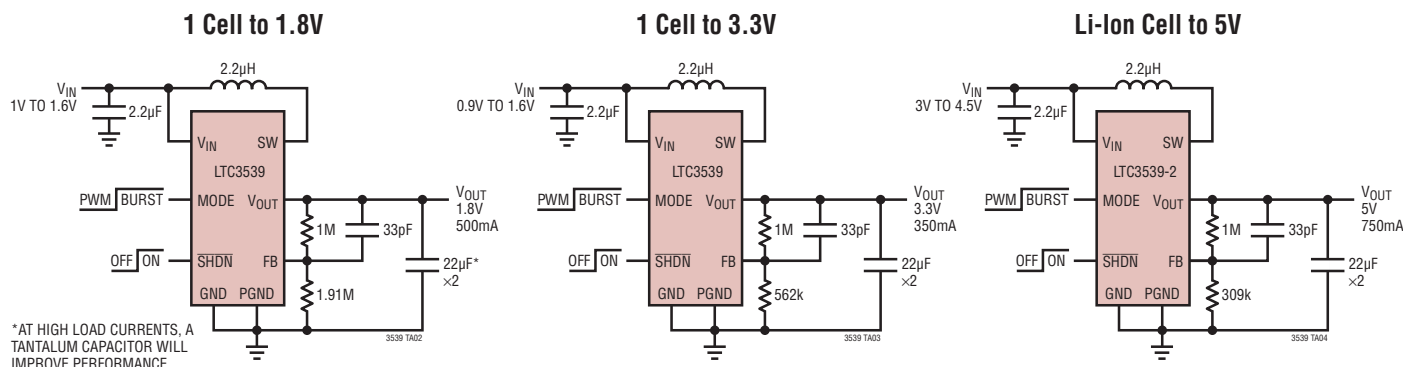 1 Cell to 1.8V
2.2µH
VIN
1V TO 1.6V
2.2µF
VIN
SW
LTC3539
PWM
BURST
MODE
VOUT
VOUT
1.8V
500mA
1M
33pF
OFF
ON
SHDN
FB
22µF*
×2
1.91M
GND
PGND
*AT HIGH LOAD CURRENTS, A
TANTALUM CAPACITOR WILL
IMPROVE PERFORMANCE
3539 TA02
1 Cell to 3.3V
2.2µH
VIN
0.9V TO 1.6V
2.2µF
VIN
SW
LTC3539
PWM
BURST
MODE
VOUT
VOUT
3.3V
350mA
1M
33pF
OFF
ON
SHDN
FB
22µF
×2
562k
GND
PGND
3539 TA03
Li-Ion Cell to 5V
2.2µH
VIN
3V TO 4.5V
2.2µF
VIN
SW
LTC3539-2
PWM
BURST
MODE
VOUT
VOUT
5V
750mA
1M
33pF
OFF
ON
SHDN
FB
22µF
×2
309k
GND
PGND
3539 TA04